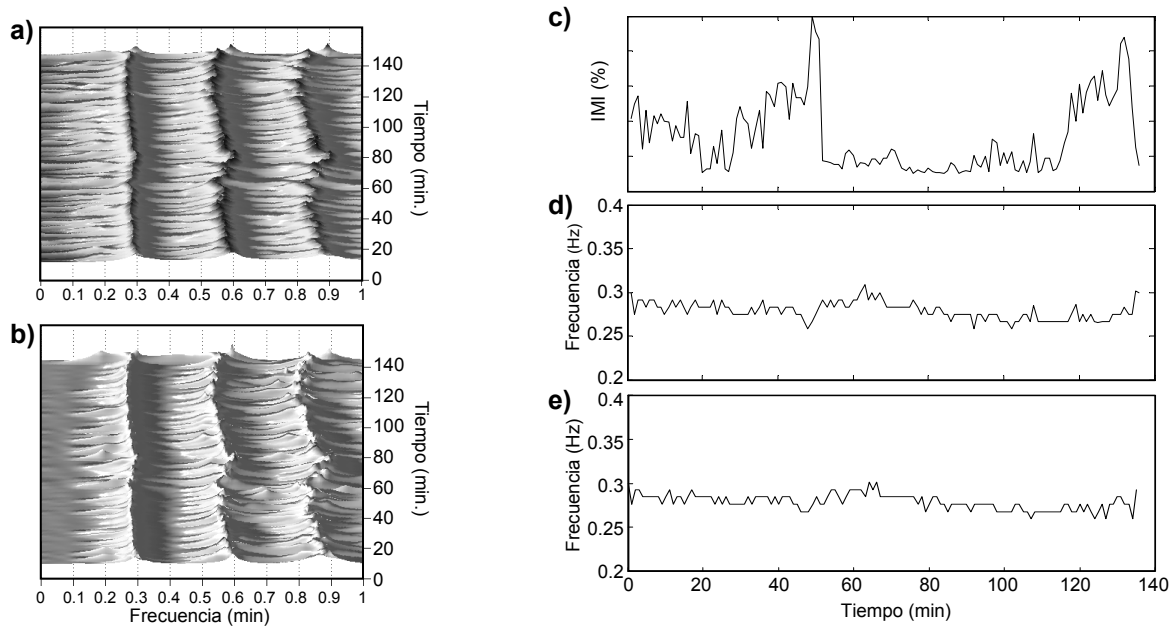 a)
140
120
100
80
60
40
20
0
Tiempo (min.)
0 0.1 0.2 0.3 0.4 0.5 0.6 0.7 0.8 0.9 1
b)
140
120
100
80
60
40
20
0
Tiempo (min.)
0 0.1 0.2 0.3 0.4 0.5 0.6 0.7 0.8 0.9 1
Frecuencia (min)
c)
IMI (%)
d)
0.4
0.35
0.3
0.25
0.2
Frecuencia (Hz)
e)
0.4
0.35
0.3
0.25
0.2
Frecuencia (Hz)
0 20 40 60 80 100 120 140
Tiempo (min)